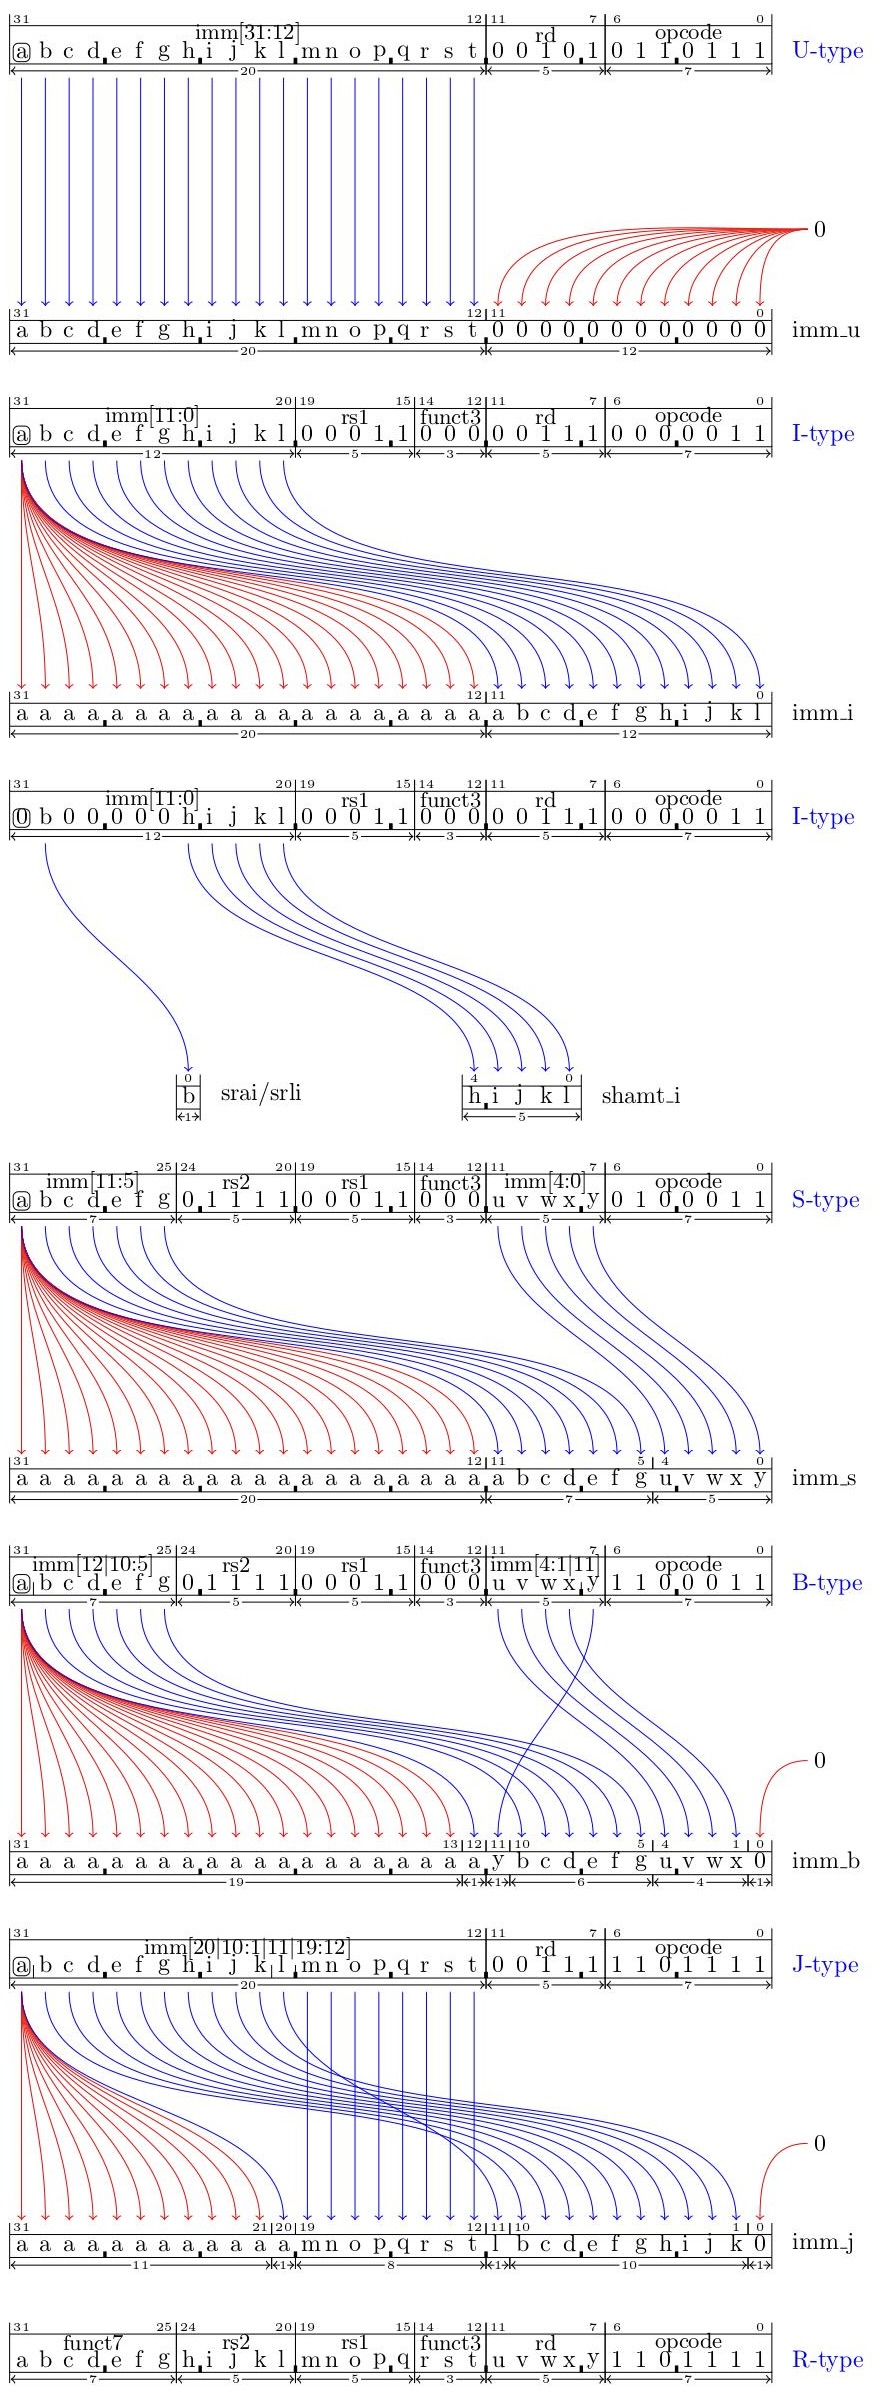 31 12 11 7 6 0
imm[31:12] rd opcode
a b c d e f g h i j k l m n o p q r s t 0 0 1 0 1 0 1 1 0 1 1 1 U-type
20 5 7
0
31 12 11 0
a b c d e f g h i j k l m n o p q r s t 0 0 0 0 0 0 0 0 0 0 0 0 imm_u
20 12
31 20 19 15 14 12 11 7 6 0
imm[11:0] rs1 funct3 rd opcode
a b c d e f g h i j k l 0 0 0 1 1 0 0 0 0 0 1 1 1 0 0 0 0 0 1 1 I-type
12 5 3 5 7
31 12 11 0
a a a a a a a a a a a a a a a a a a a a a b c d e f g h i j k l imm_i
20 12
31 20 19 15 14 12 11 7 6 0
imm[11:0] rs1 funct3 rd opcode
0 b 0 0 0 0 0 h i j k l 0 0 0 1 1 0 0 0 0 0 1 1 1 0 0 0 0 0 1 1 I-type
12 5 3 5 7
0 4 0
b srai/srli h i j k l shamt_i
1 5
31 25 24 20 19 15 14 12 11 7 6 0
imm[11:5] rs2 rs1 funct3 imm[4:0] opcode
a b c d e f g 0 1 1 1 1 0 0 0 1 1 0 0 0 u v w x y 0 1 0 0 0 1 1 S-type
7 5 5 3 5 7
31 12 11 5 4 0
a a a a a a a a a a a a a a a a a a a a a b c d e f g u v w x y imm_s
20 7 5
31 25 24 20 19 15 14 12 11 7 6 0
imm[12|10:5] rs2 rs1 funct3 imm[4:1|11] opcode
a b c d e f g 0 1 1 1 1 0 0 0 1 1 0 0 0 u v w x y 1 1 0 0 0 1 1 B-type
7 5 5 3 5 7
0
31 13 12 11 10 5 4 1 0
a a a a a a a a a a a a a a a a a a a a y b c d e f g u v w x 0 imm_b
19 1 1 6 4 1
31 12 11 7 6 0
imm[20|10:1|11|19:12] rd opcode
a b c d e f g h i j k l m n o p q r s t 0 0 1 1 1 1 1 0 1 1 1 1 J-type
20 5 7
0
31 21 20 19 12 11 10 1 0
a a a a a a a a a a a a m n o p q r s t l b c d e f g h i j k 0 imm_j
11 1 8 1 10 1
31 25 24 20 19 15 14 12 11 7 6 0
funct7 rs2 rs1 funct3 rd opcode
a b c d e f g h i j k l m n o p q r s t u v w x y 1 1 0 1 1 1 1 R-type
7 5 5 3 5 7